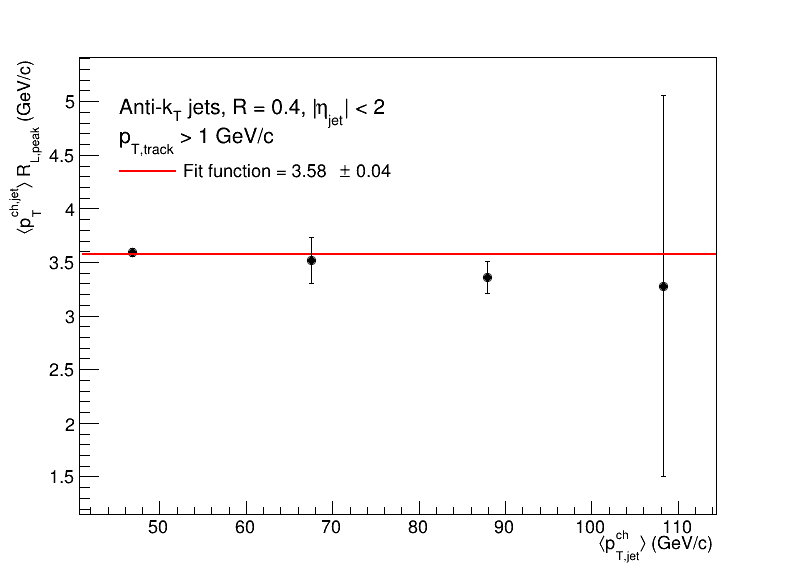 ⟨p_T^ch,jet⟩ R_L,peak (GeV/c)
5
4.5
4
3.5
3
2.5
2
1.5
Anti-k_T jets, R = 0.4, |η_jet| < 2
p_T,track > 1 GeV/c
Fit function = 3.58 ± 0.04
50 60 70 80 90 100 110
⟨p_T,jet^ch⟩ (GeV/c)